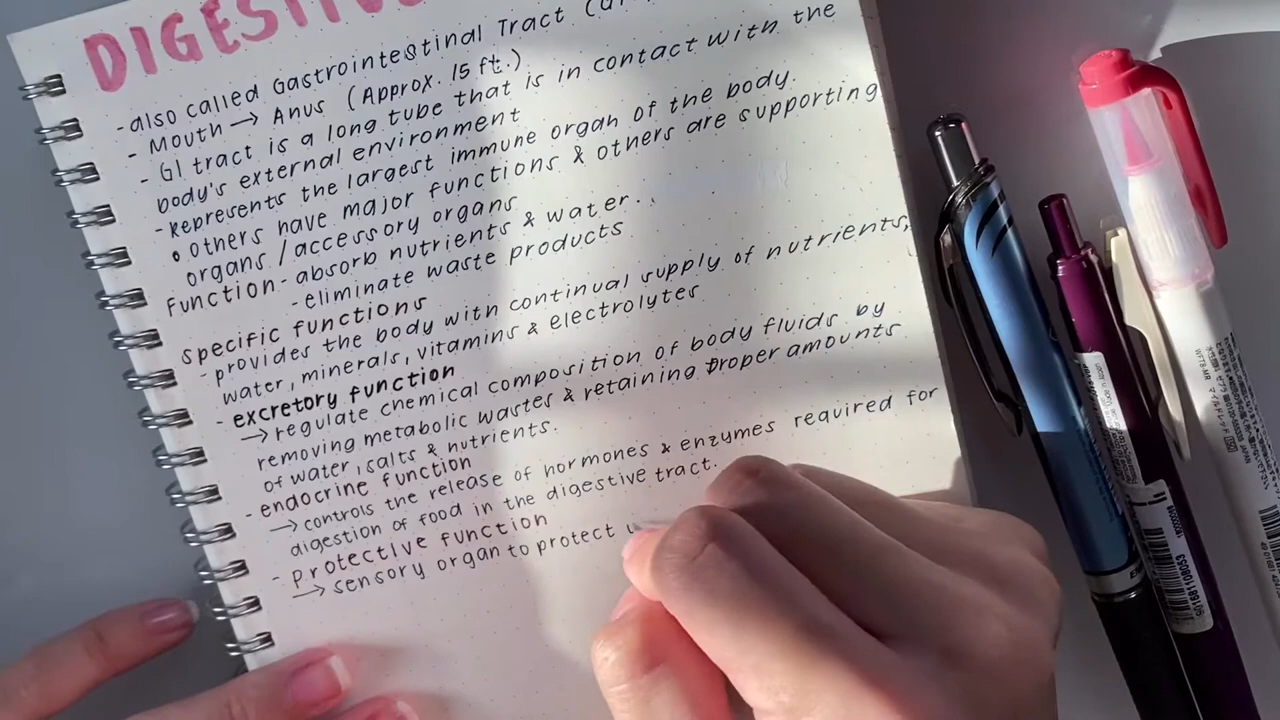 DIGESTIV
- also called Gastrointestinal Tract
- Mouth → Anus (Approx. 15 ft.)
- GI tract is a long tube that is in contact with the
body's external environment
- Represents the largest immune organ of the body.
• others have major functions & others are supporting
organs / accessory organs
Function - absorb nutrients & water..
- eliminate waste products
specific functions
- provides the body with continual supply of nutrients,
water, minerals, vitamins & electrolytes
- excretory function
→ regulate chemical composition of body fluids by
removing metabolic wastes & retaining proper amounts
of water, salts & nutrients.
- endocrine function
→ controls the release of hormones & enzymes required for
digestion of food in the digestive tract.
- protective function
→ sensory organ to protect